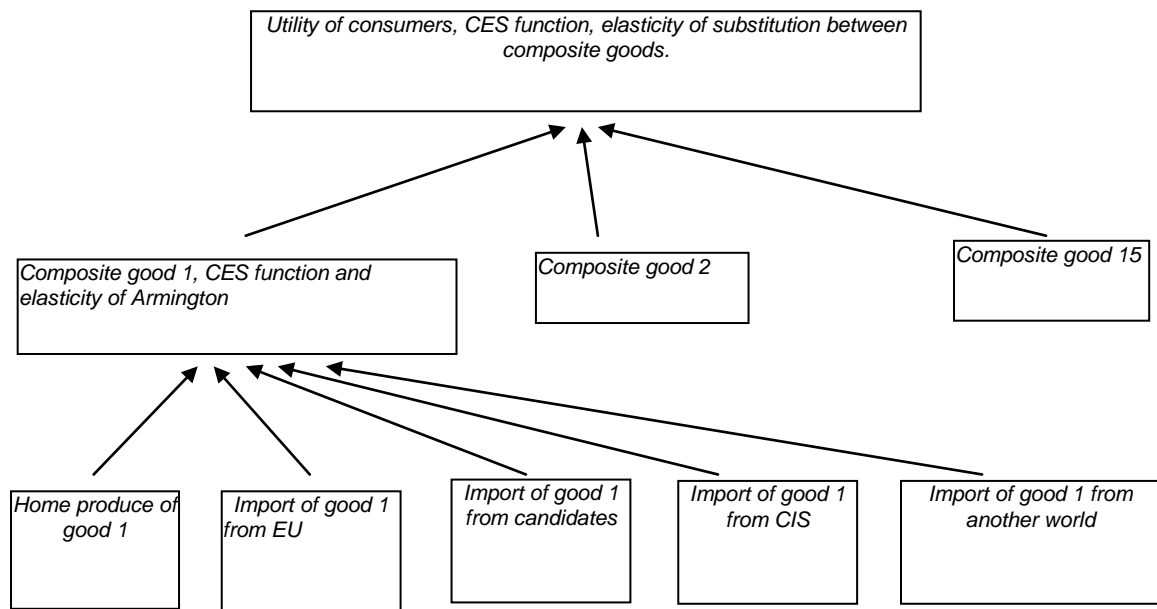 Utility of consumers, CES function, elasticity of substitution between
composite goods.
Composite good 1, CES function and
elasticity of Armington
Composite good 2
Composite good 15
Home produce of
good 1
Import of good 1
from EU
Import of good 1
from candidates
Import of good 1
from CIS
Import of good 1 from
another world